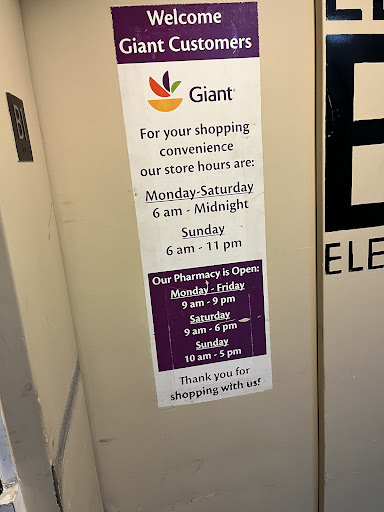 Welcome
Giant Customers
Giant
For your shopping
convenience
our store hours are:
Monday-Saturday
6 am - Midnight
Sunday
6 am - 11 pm
Our Pharmacy is Open:
Monday - Friday
9 am - 9 pm
Saturday
9 am - 6 pm
Sunday
10 am - 5 pm
Thank you for
shopping with us!
B1
E
ELE